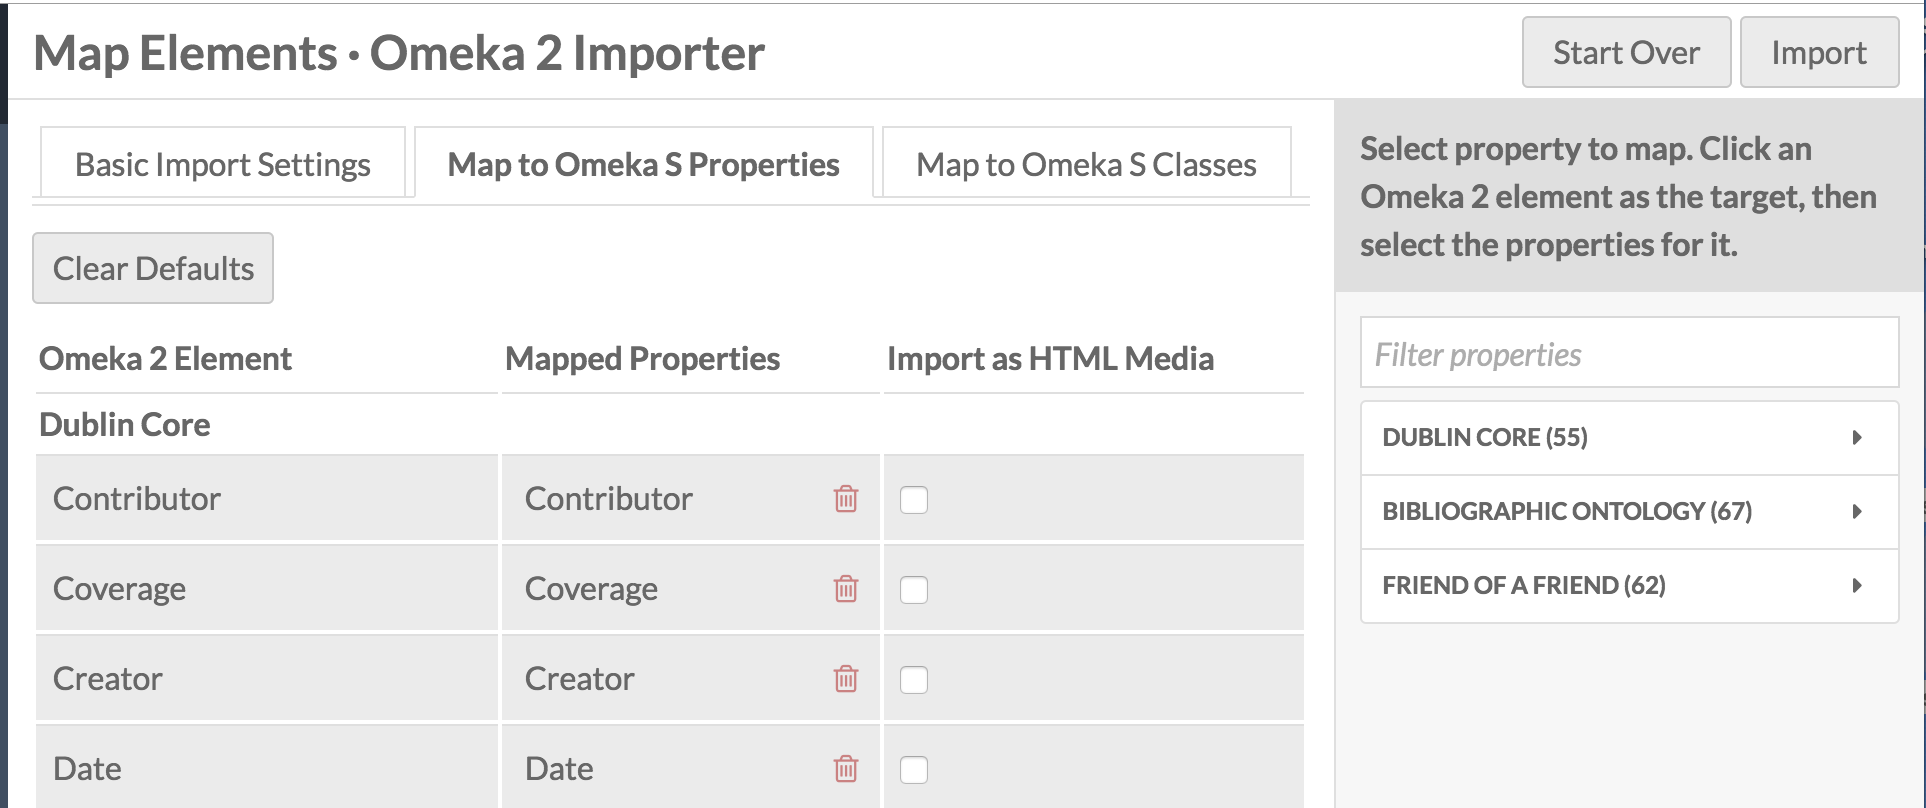 Map Elements · Omeka 2 Importer
Start Over
Import
Basic Import Settings
Map to Omeka S Properties
Map to Omeka S Classes
Select property to map. Click an
Omeka 2 element as the target, then
select the properties for it.
Clear Defaults
Filter properties
Omeka 2 Element
Mapped Properties
Import as HTML Media
Dublin Core
DUBLIN CORE (55)
Contributor
Contributor
BIBLIOGRAPHIC ONTOLOGY (67)
Coverage
Coverage
FRIEND OF A FRIEND (62)
Creator
Creator
Date
Date